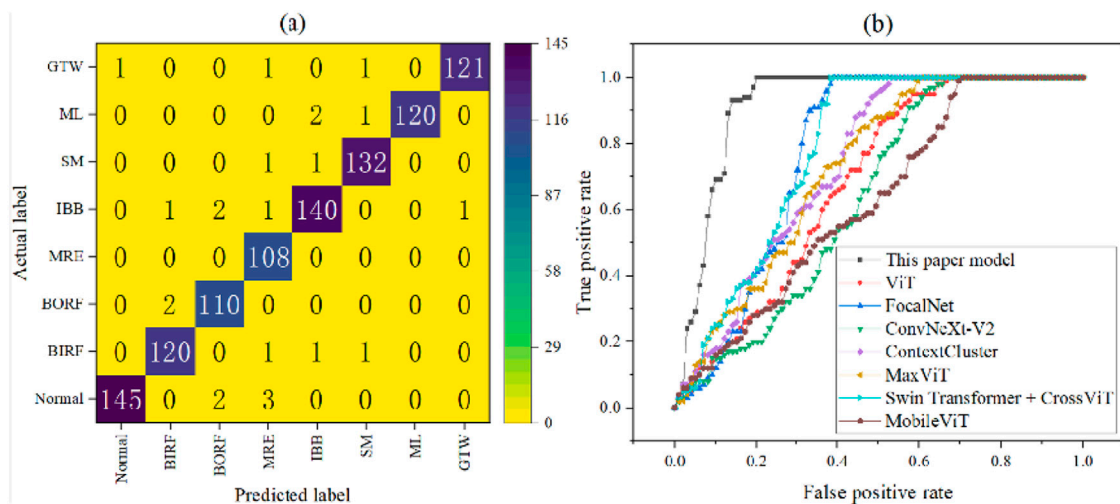 (a)
Actual label
GTW 1 0 0 1 0 1 0 121
ML 0 0 0 0 2 1 120 0
SM 0 0 0 1 1 132 0 0
IBB 0 1 2 1 140 0 0 1
MRE 0 0 0 108 0 0 0 0
BORF 0 2 110 0 0 0 0 0
BIRF 0 120 0 1 1 1 0 0
Normal 145 0 2 3 0 0 0 0
Normal BIRF BORF MRE IBB SM ML GTW
Predicted label
145
116
87
58
29
0
(b)
True positive rate
1.0
0.8
0.6
0.4
0.2
0.0
This paper model
ViT
FocalNet
ConvNeXt-V2
ContextCluster
MaxViT
Swin Transformer + CrossViT
MobileViT
0.0 0.2 0.4 0.6 0.8 1.0
False positive rate